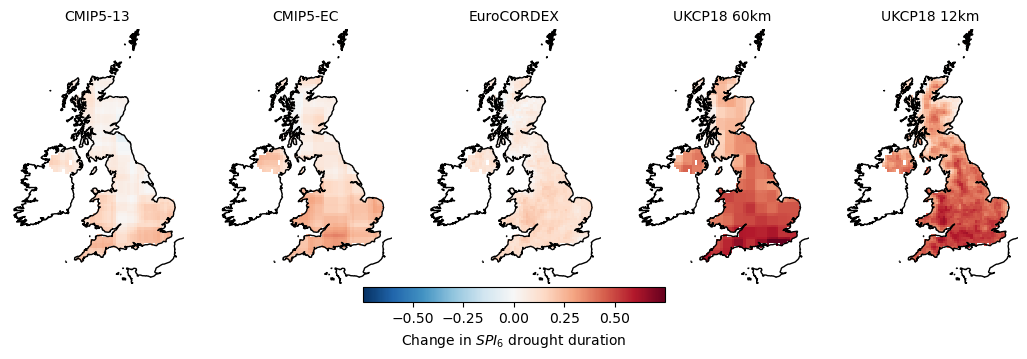 CMIP5-13 CMIP5-EC EuroCORDEX UKCP18 60km UKCP18 12km
−0.50 −0.25 0.00 0.25 0.50
Change in SPI₆ drought duration